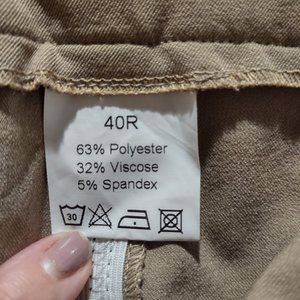 40R
63% Polyester
32% Viscose
5% Spandex
30